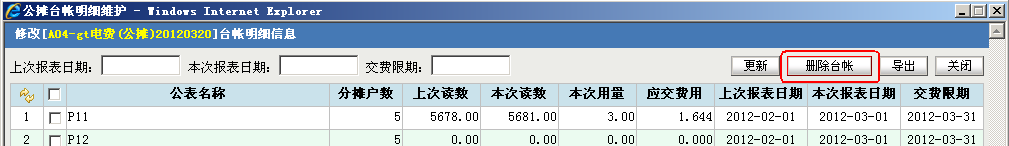 公摊台帐明细维护 - Windows Internet Explorer
修改[A04-gt电费(公摊)20120320]台帐明细信息
上次报表日期： 本次报表日期： 交费限期： 更新 删除台帐 导出 关闭
公表名称 分摊户数 上次读数 本次读数 本次用量 应交费用 上次报表日期 本次报表日期 交费限期
1 P11 5 5678.00 5681.00 3.00 1.644 2012-02-01 2012-03-01 2012-03-31
2 P12 5 0.00 0.00 0.00 0.000 2012-02-01 2012-03-01 2012-03-31